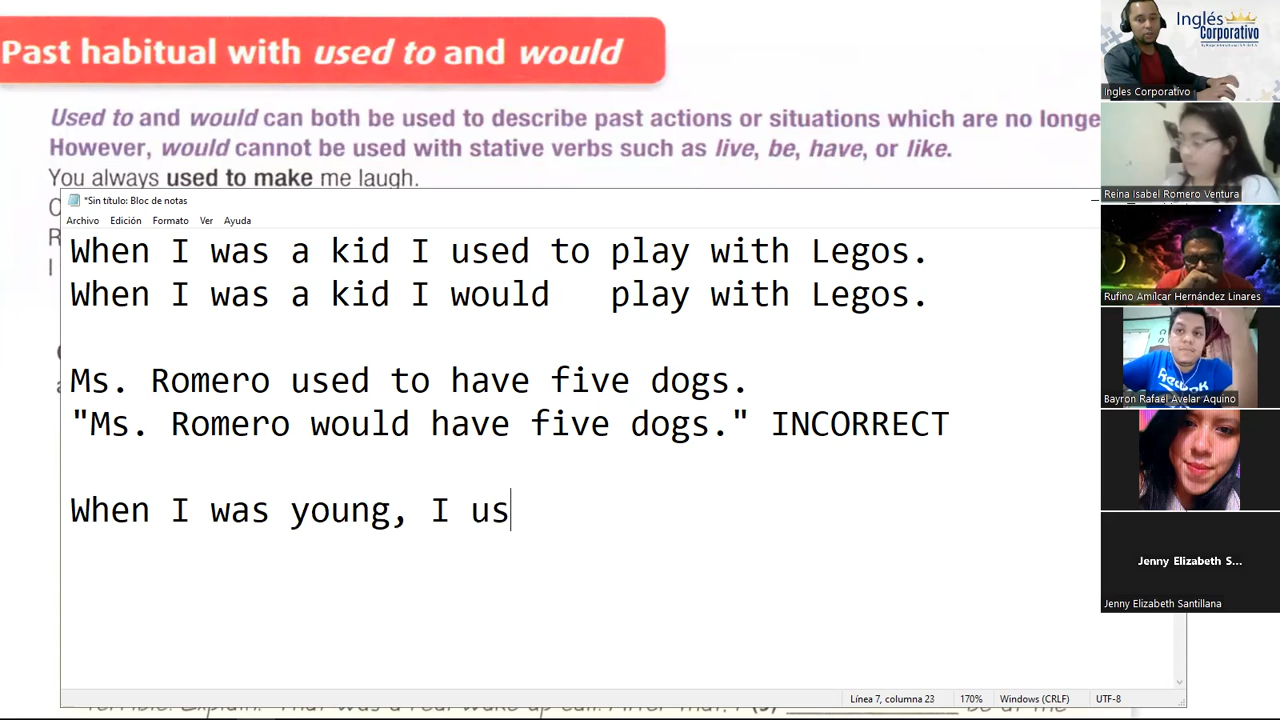 Past habitual with used to and would
Used to and would can both be used to describe past actions or situations which are no longe
However, would cannot be used with stative verbs such as live, be, have, or like.
You always used to make me laugh.
*Sin título: Bloc de notas
Archivo Edición Formato Ver Ayuda
When I was a kid I used to play with Legos.
When I was a kid I would play with Legos.
Ms. Romero used to have five dogs.
"Ms. Romero would have five dogs." INCORRECT
When I was young, I us
Línea 7, columna 23 170% Windows (CRLF) UTF-8
Inglés
Corporativo
Ingles Corporativo
Reina Isabel Romero Ventura
Rufino Amílcar Hernández Linares
Reebok
Bayron Rafael Avelar Aquino
Jenny Elizabeth S...
Jenny Elizabeth Santillana